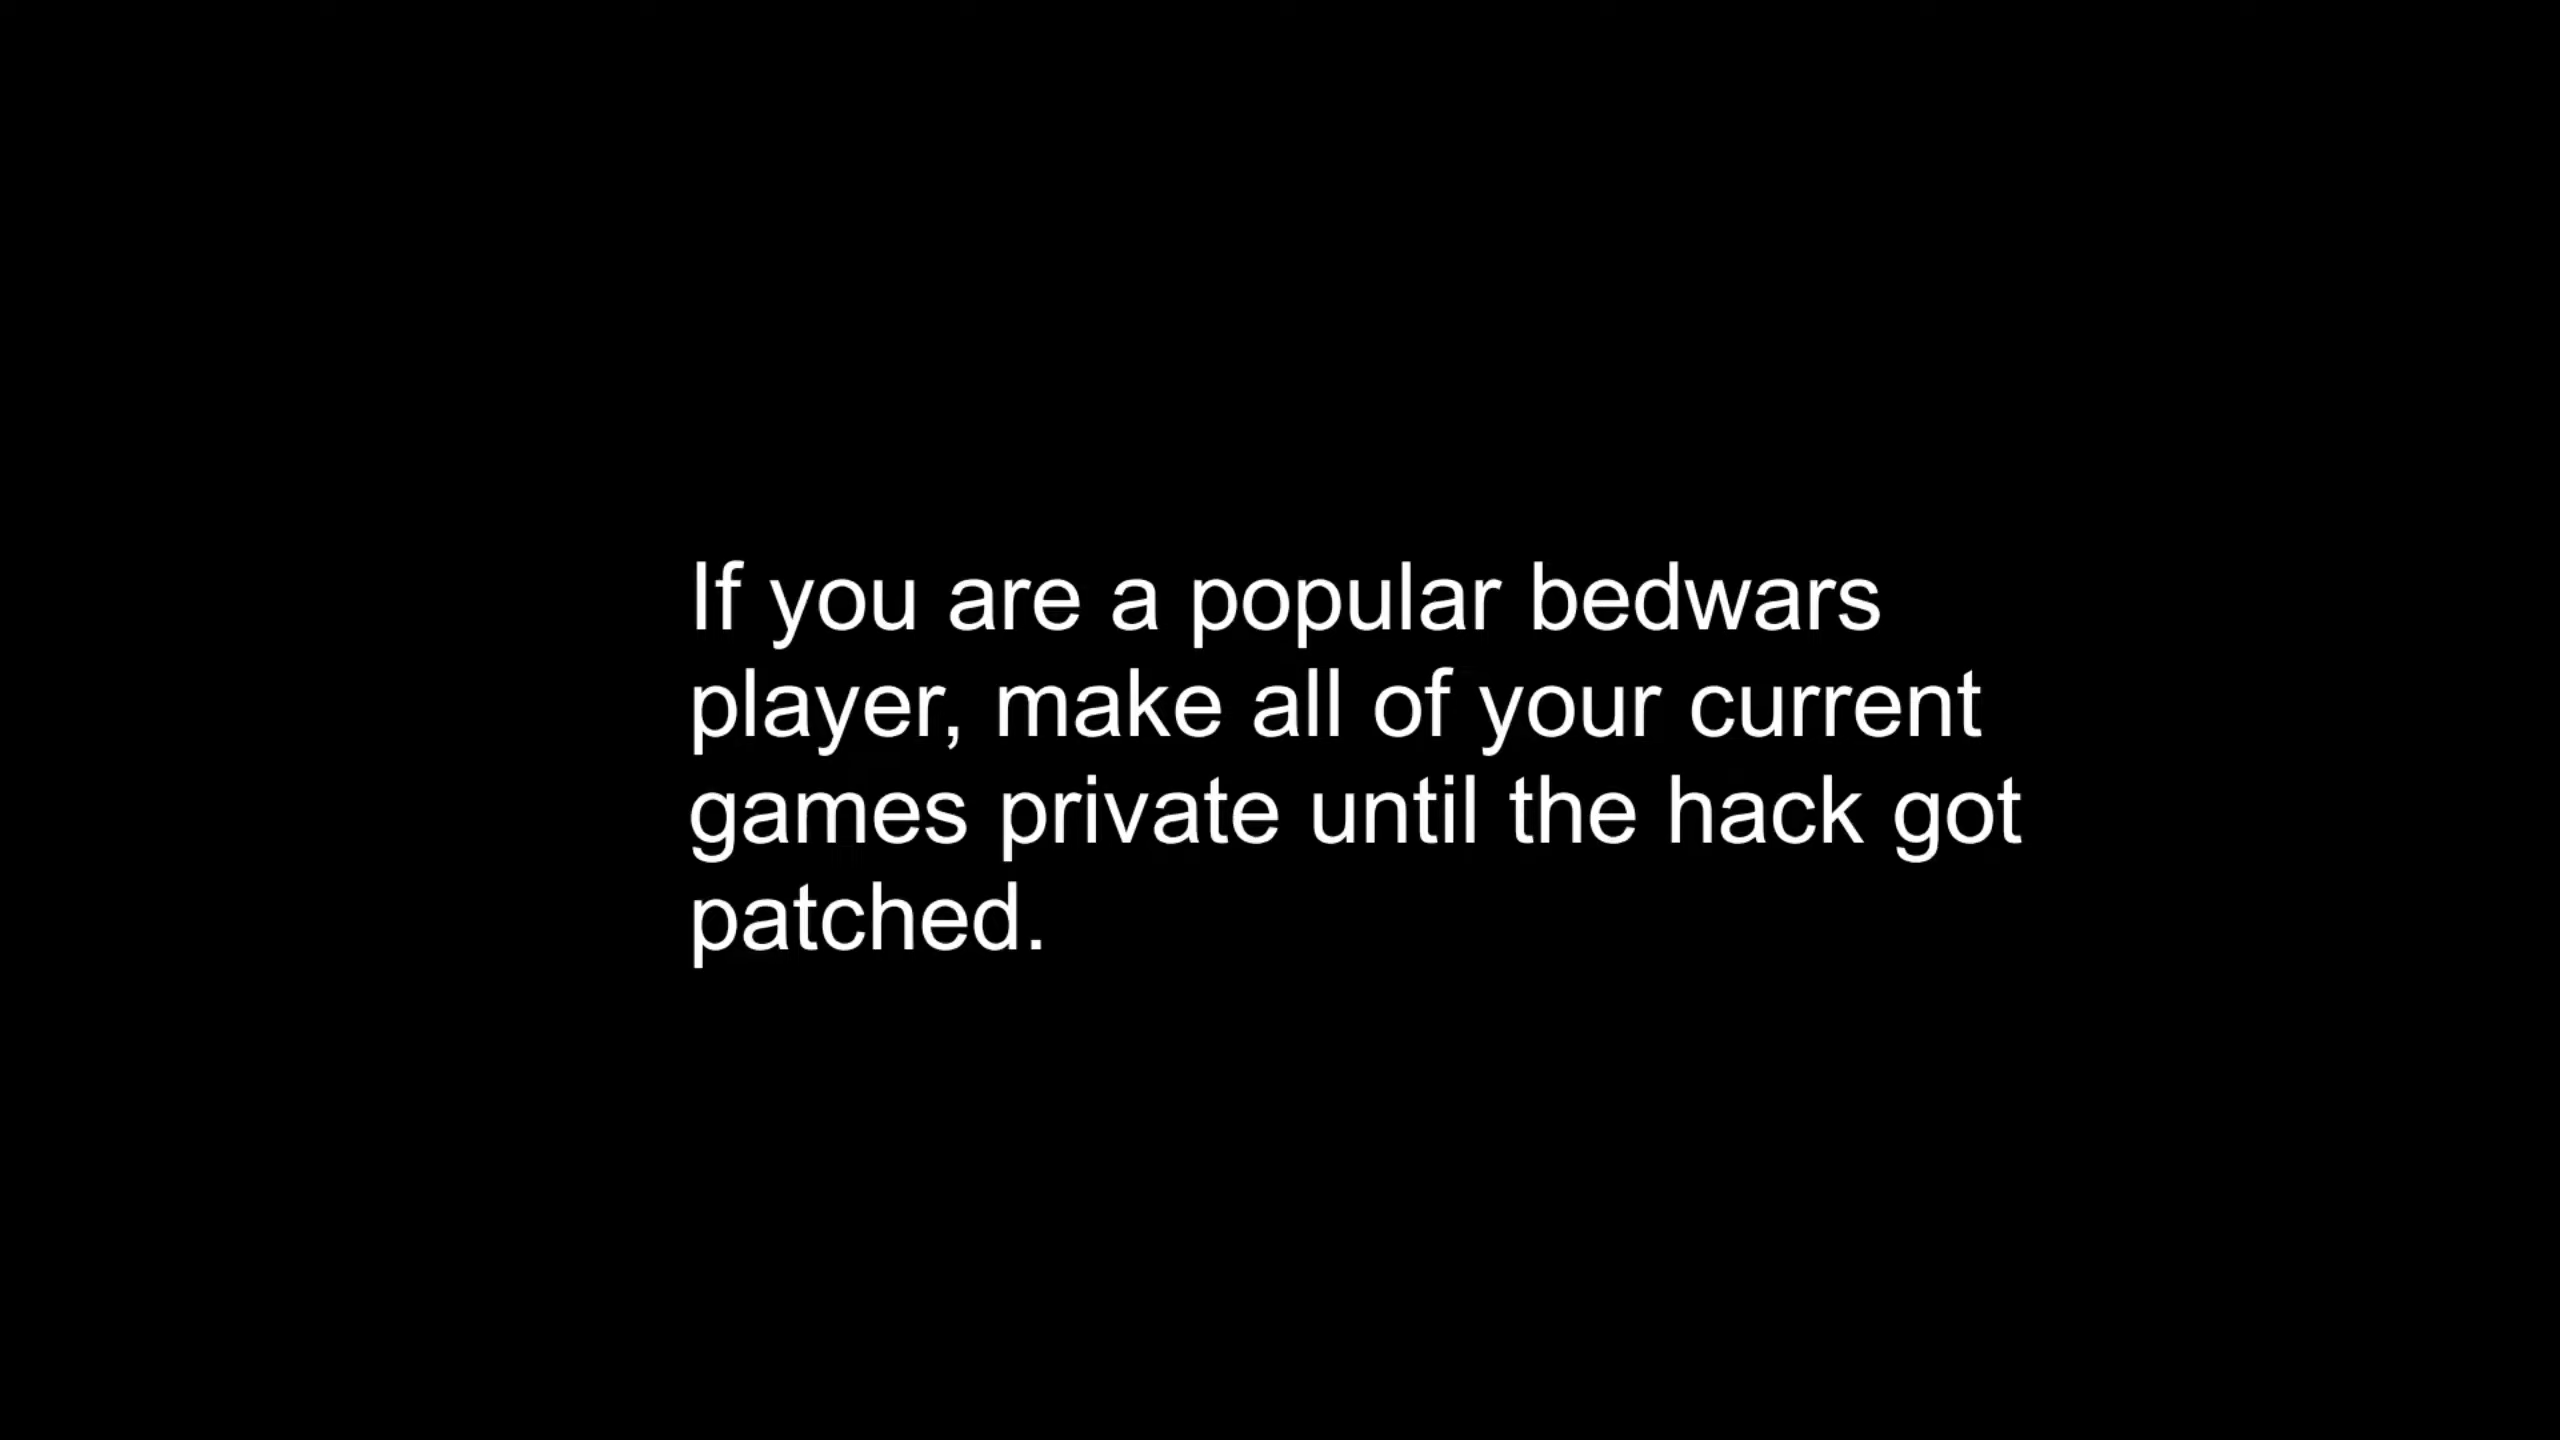 If you are a popular bedwars
player, make all of your current
games private until the hack got
patched.